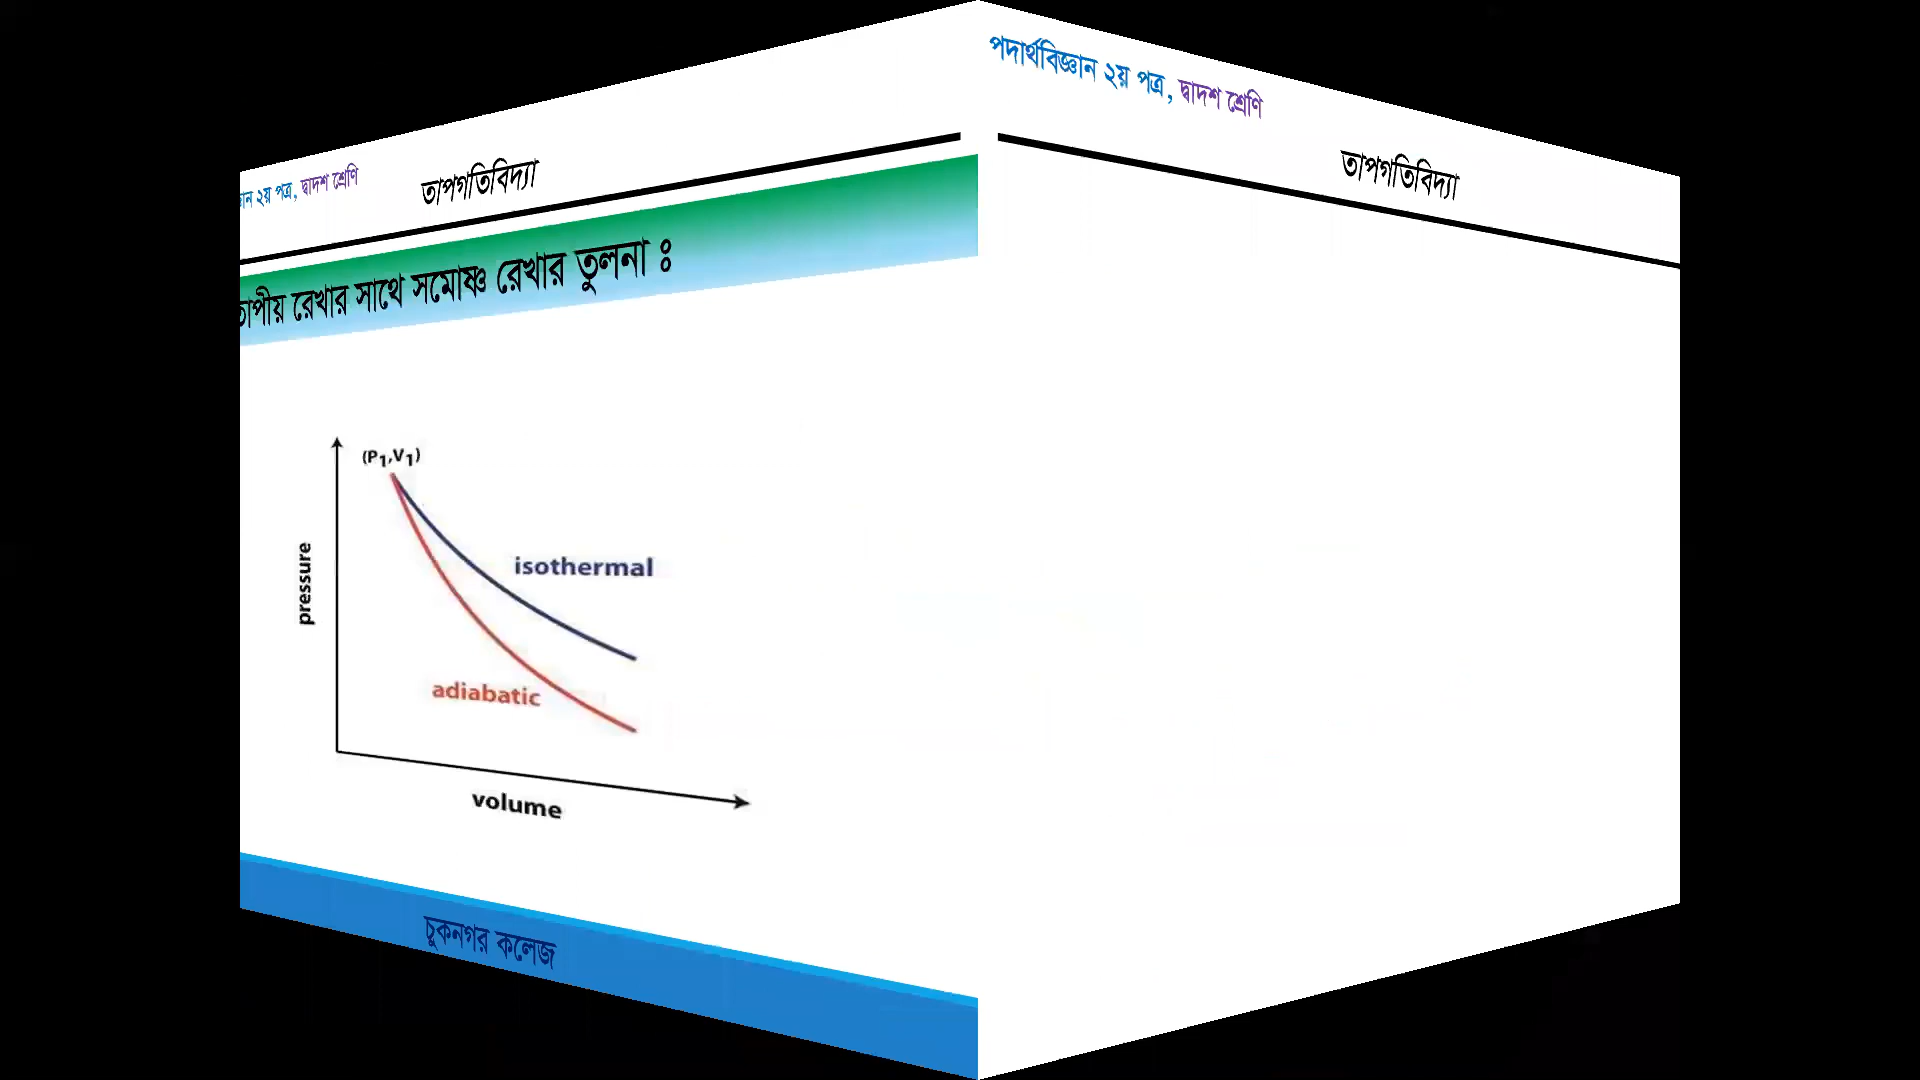 ২য় পত্র, দ্বাদশ শ্রেণি
তাপগতিবিদ্যা
রেখার সাথে সমোষ্ণ রেখার তুলনা ঃ
(P1,V1)
pressure
isothermal
adiabatic
volume
চুকনগর কলেজ
পদার্থবিজ্ঞান ২য় পত্র, দ্বাদশ শ্রেণি
তাপগতিবিদ্যা